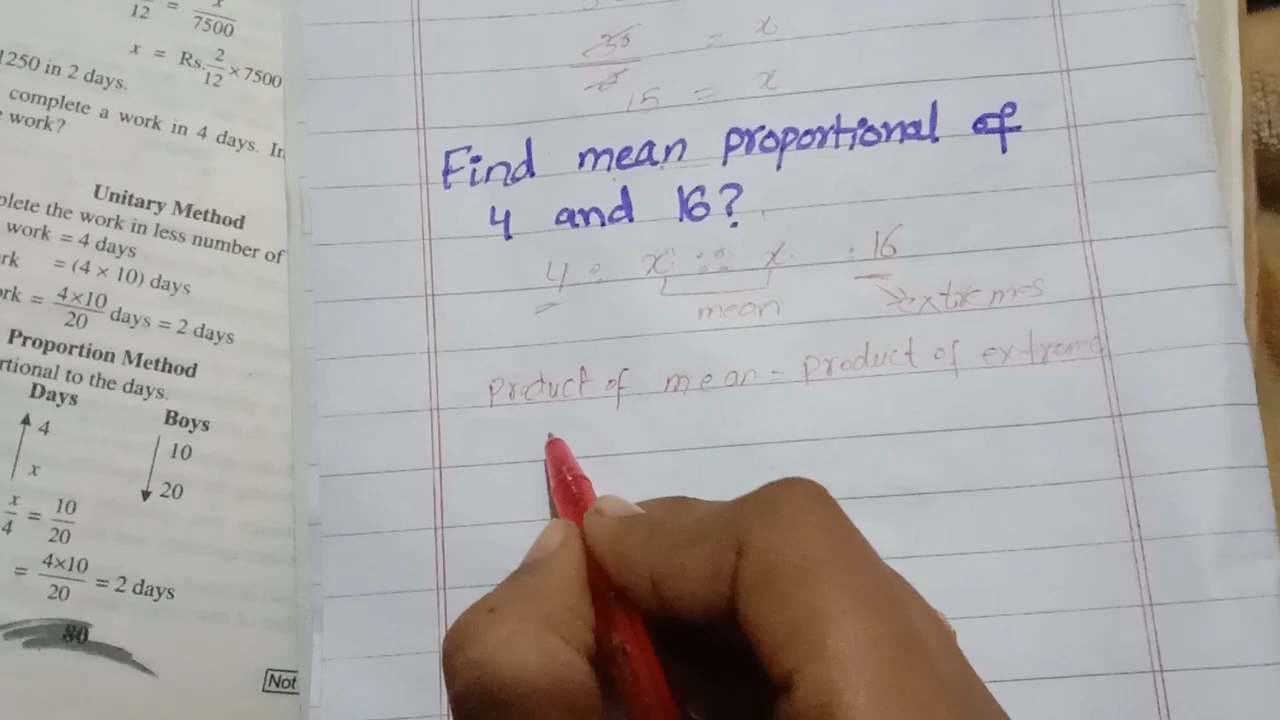 12 = x/7500
x = Rs. 2/12 × 7500
1250 in 2 days.
complete a work in 4 days. In
work?
Unitary Method
plete the work in less number of
work = 4 days
rk = (4 × 10) days
ork = 4×10/20 days = 2 days
Proportion Method
rtional to the days.
Days Boys
4 10
x 20
x/4 = 10/20
= 4×10/20 = 2 days
80
Not
30/2 = x
15 = x
Find mean proportional of
4 and 16?
4 : x :: x : 16
mean extremes
product of mean = product of extreme